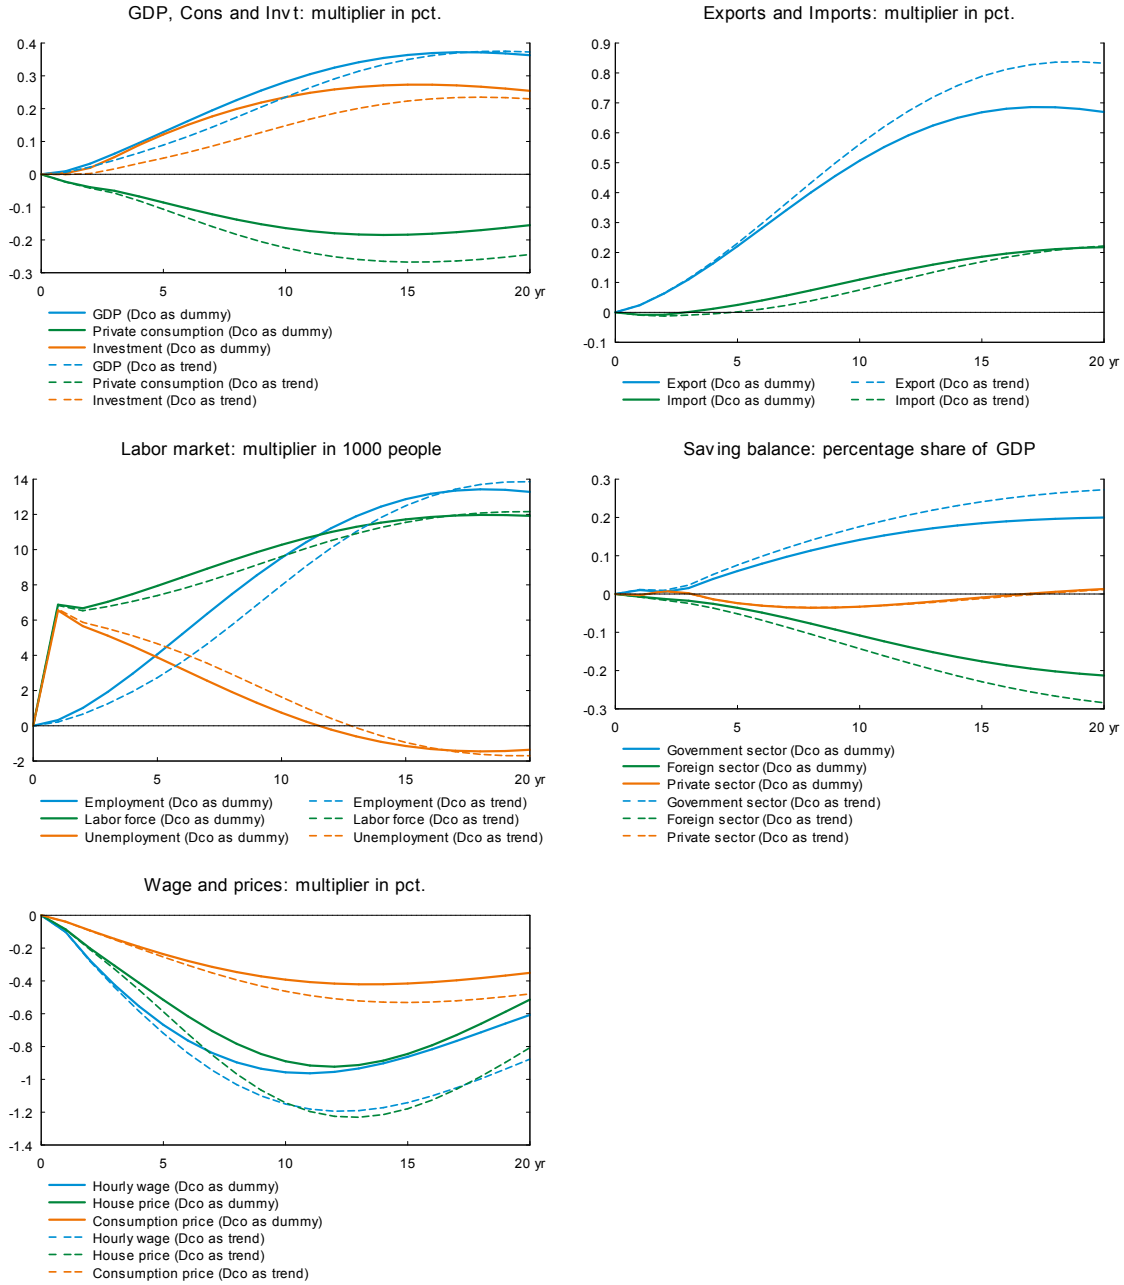 GDP, Cons and Invt: multiplier in pct.
0.4
0.3
0.2
0.1
0
-0.1
-0.2
-0.3
0 5 10 15 20 yr
GDP (Dco as dummy)
Private consumption (Dco as dummy)
Investment (Dco as dummy)
GDP (Dco as trend)
Private consumption (Dco as trend)
Investment (Dco as trend)
Exports and Imports: multiplier in pct.
0.9
0.8
0.7
0.6
0.5
0.4
0.3
0.2
0.1
0
-0.1
0 5 10 15 20 yr
Export (Dco as dummy) Export (Dco as trend)
Import (Dco as dummy) Import (Dco as trend)
Labor market: multiplier in 1000 people
14
12
10
8
6
4
2
0
-2
0 5 10 15 20 yr
Employment (Dco as dummy) Employment (Dco as trend)
Labor force (Dco as dummy) Labor force (Dco as trend)
Unemployment (Dco as dummy) Unemployment (Dco as trend)
Saving balance: percentage share of GDP
0.3
0.2
0.1
0
-0.1
-0.2
-0.3
0 5 10 15 20 yr
Government sector (Dco as dummy)
Foreign sector (Dco as dummy)
Private sector (Dco as dummy)
Government sector (Dco as trend)
Foreign sector (Dco as trend)
Private sector (Dco as trend)
Wage and prices: multiplier in pct.
0
-0.2
-0.4
-0.6
-0.8
-1
-1.2
-1.4
0 5 10 15 20 yr
Hourly wage (Dco as dummy)
House price (Dco as dummy)
Consumption price (Dco as dummy)
Hourly wage (Dco as trend)
House price (Dco as trend)
Consumption price (Dco as trend)